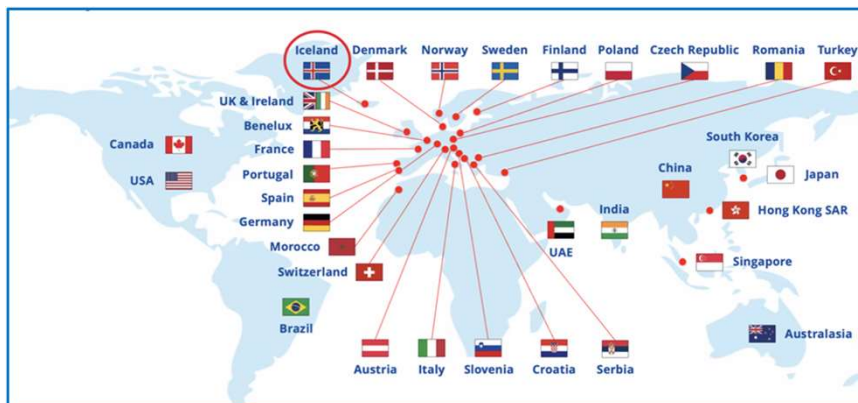 Iceland
Denmark
Norway
Sweden
Finland
Poland
Czech Republic
Romania
Turkey
UK & Ireland
Benelux
France
Portugal
Spain
Germany
Morocco
Switzerland
Canada
USA
Brazil
Austria
Italy
Slovenia
Croatia
Serbia
UAE
India
China
South Korea
Japan
Hong Kong SAR
Singapore
Australasia